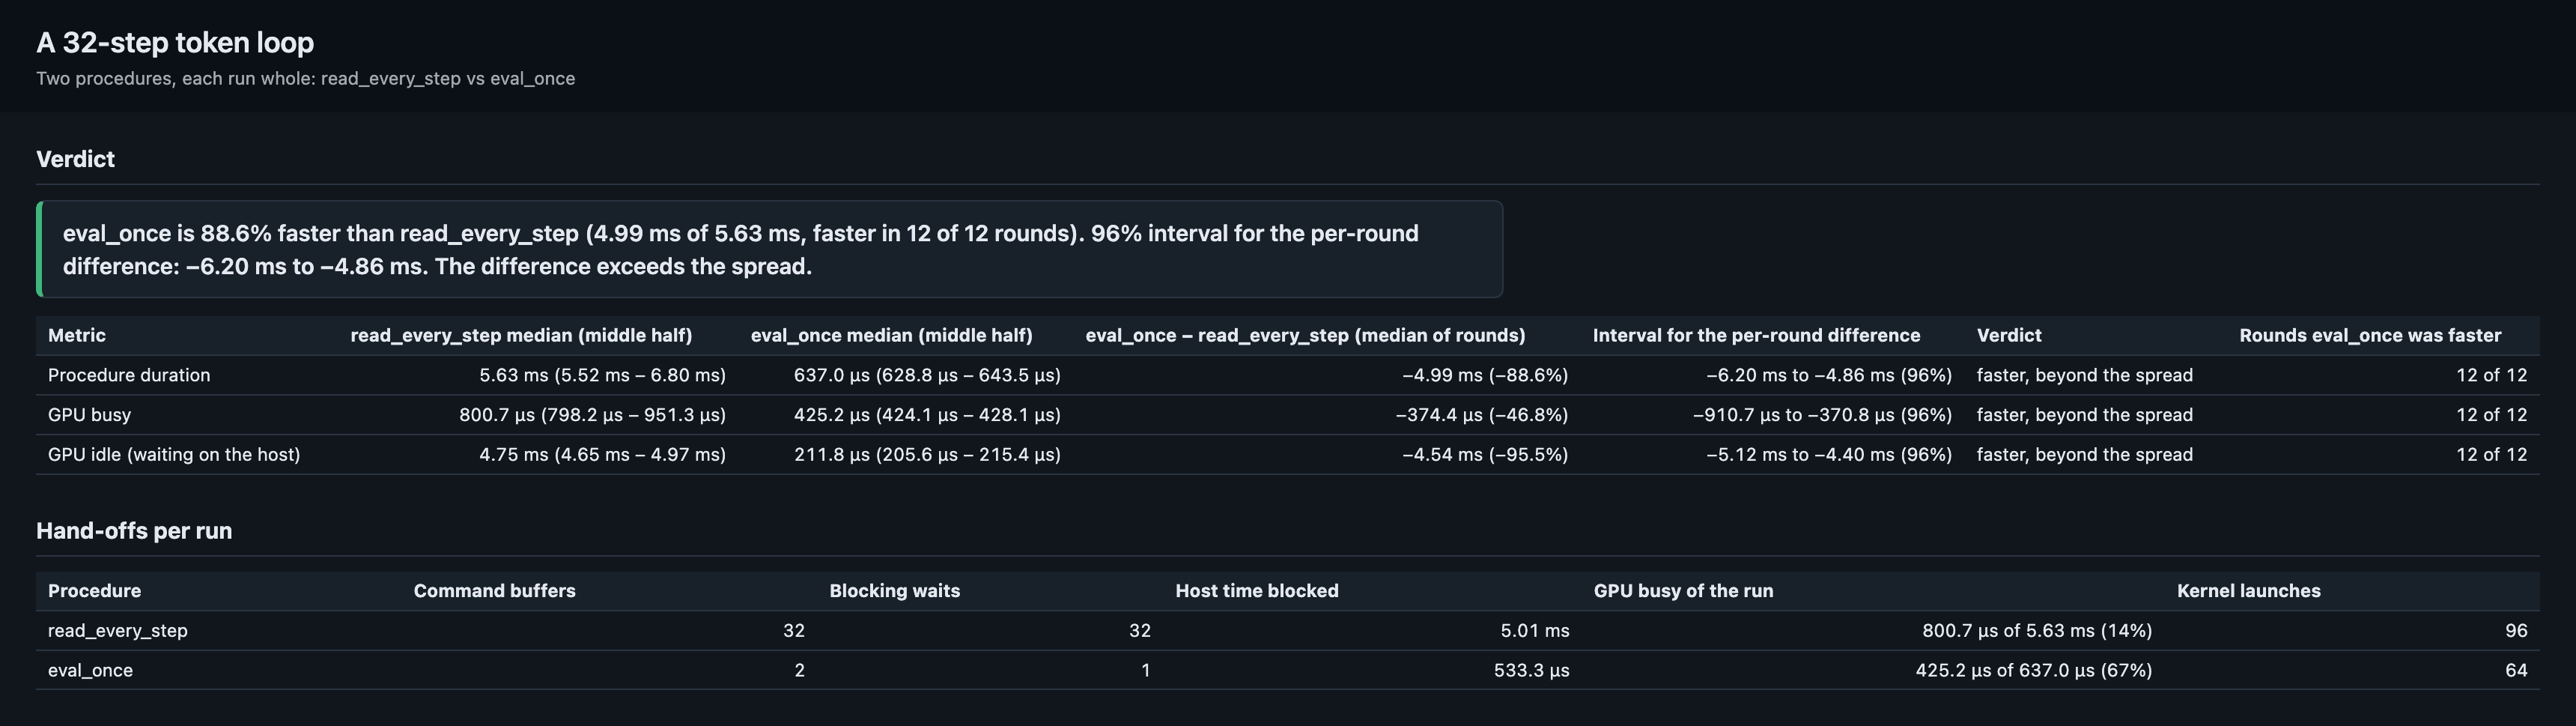 A 32-step token loop
Two procedures, each run whole: read_every_step vs eval_once
Verdict
eval_once is 88.6% faster than read_every_step (4.99 ms of 5.63 ms, faster in 12 of 12 rounds). 96% interval for the per-round
difference: −6.20 ms to −4.86 ms. The difference exceeds the spread.
Metric read_every_step median (middle half) eval_once median (middle half) eval_once − read_every_step (median of rounds) Interval for the per-round difference Verdict Rounds eval_once was faster
Procedure duration 5.63 ms (5.52 ms – 6.80 ms) 637.0 µs (628.8 µs – 643.5 µs) −4.99 ms (−88.6%) −6.20 ms to −4.86 ms (96%) faster, beyond the spread 12 of 12
GPU busy 800.7 µs (798.2 µs – 951.3 µs) 425.2 µs (424.1 µs – 428.1 µs) −374.4 µs (−46.8%) −910.7 µs to −370.8 µs (96%) faster, beyond the spread 12 of 12
GPU idle (waiting on the host) 4.75 ms (4.65 ms – 4.97 ms) 211.8 µs (205.6 µs – 215.4 µs) −4.54 ms (−95.5%) −5.12 ms to −4.40 ms (96%) faster, beyond the spread 12 of 12
Hand-offs per run
Procedure Command buffers Blocking waits Host time blocked GPU busy of the run Kernel launches
read_every_step 32 32 5.01 ms 800.7 µs of 5.63 ms (14%) 96
eval_once 2 1 533.3 µs 425.2 µs of 637.0 µs (67%) 64